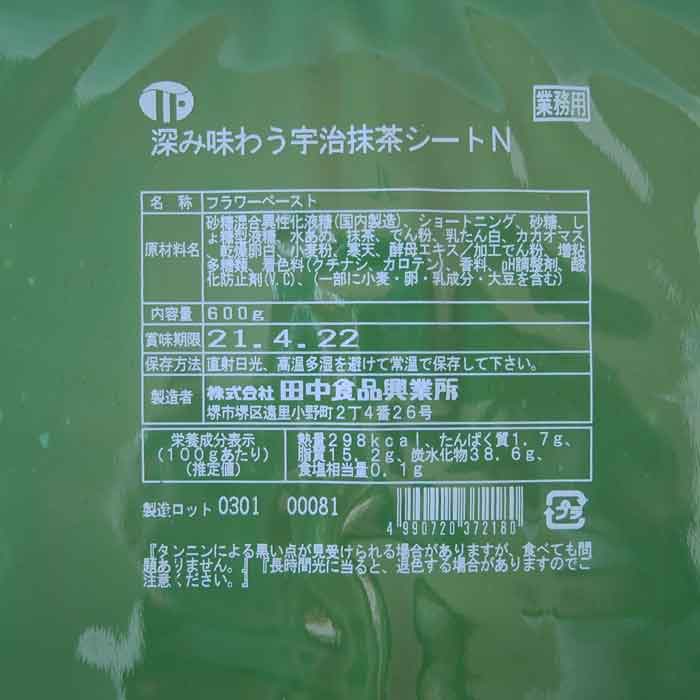 業務用
深み味わう宇治抹茶シートN
名称 フラワーペースト
原材料名 砂糖混合異性化液糖(国内製造)、ショートニング、砂糖、しょ糖型液糖、水あめ、抹茶、でん粉、乳たん白、カカオマス、乾燥卵白、小麦粉、寒天、酵母エキス/加工でん粉、増粘多糖類、着色料(クチナシ、カロテン)、香料、pH調整剤、酸化防止剤(V.C)、(一部に小麦・卵・乳成分・大豆を含む)
内容量 600g
賞味期限 21.4.22
保存方法 直射日光、高温多湿を避けて常温で保存して下さい。
製造者 株式会社 田中食品興業所
堺市堺区遠里小野町2丁4番26号
栄養成分表示
(100gあたり)
(推定値)
熱量298kcal、たんぱく質1.7g、
脂質15.2g、炭水化物38.6g、
食塩相当量0.1g
製造ロット 0301 00081
4 990720 372180
プラ
『タンニンによる黒い点が見受けられる場合がありますが、食べても問
題ありません。』『長時間光に当ると、退色する場合がありますのでご
注意ください。』